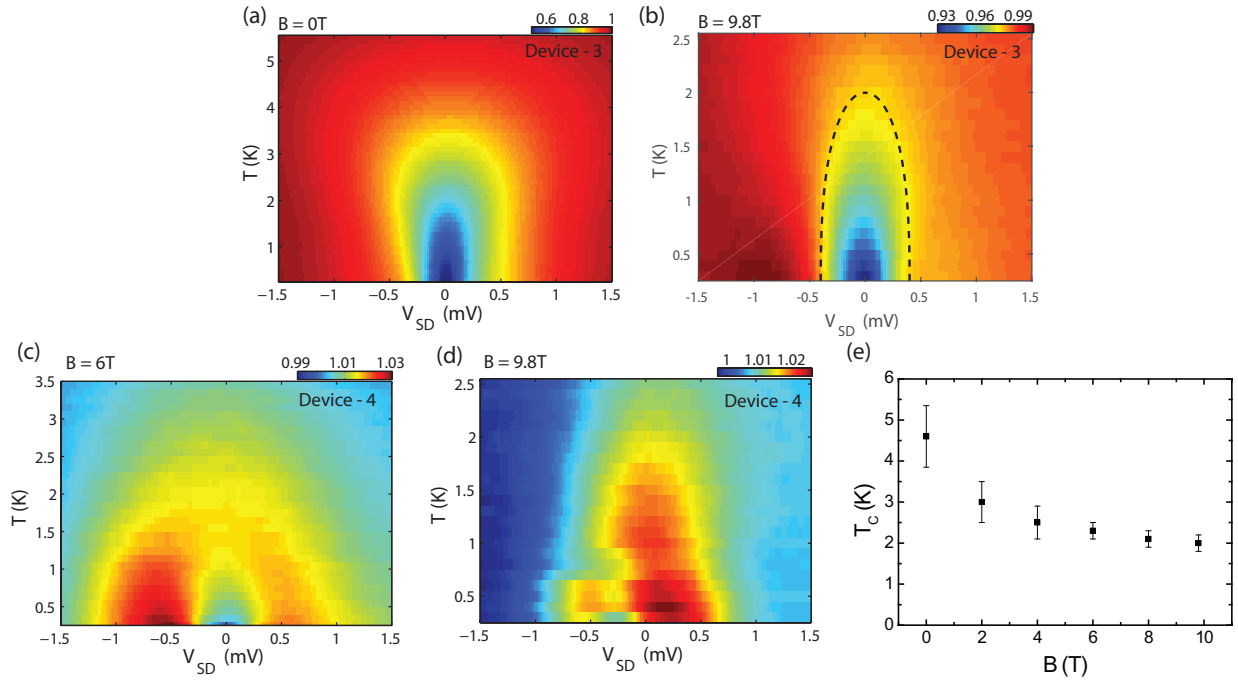 (a)
B = 0T
0.6 0.8 1
Device - 3
T (K)
5
4
3
2
1
−1.5 −1 −0.5 0 0.5 1 1.5
V SD (mV)
(b)
B = 9.8T
0.93 0.96 0.99
Device - 3
T (K)
2.5
2
1.5
1
0.5
-1.5 -1 -0.5 0 0.5 1 1.5
V SD (mV)
(c)
B = 6T
0.99 1.01 1.03
Device - 4
T (K)
3.5
3
2.5
2
1.5
1
0.5
−1.5 −1 −0.5 0 0.5 1 1.5
V SD (mV)
(d)
B = 9.8T
1 1.01 1.02
Device - 4
T (K)
2.5
2
1.5
1
0.5
−1.5 −1 −0.5 0 0.5 1 1.5
V SD (mV)
(e)
T C (K)
6
5
4
3
2
1
0
0 2 4 6 8 10
B (T)